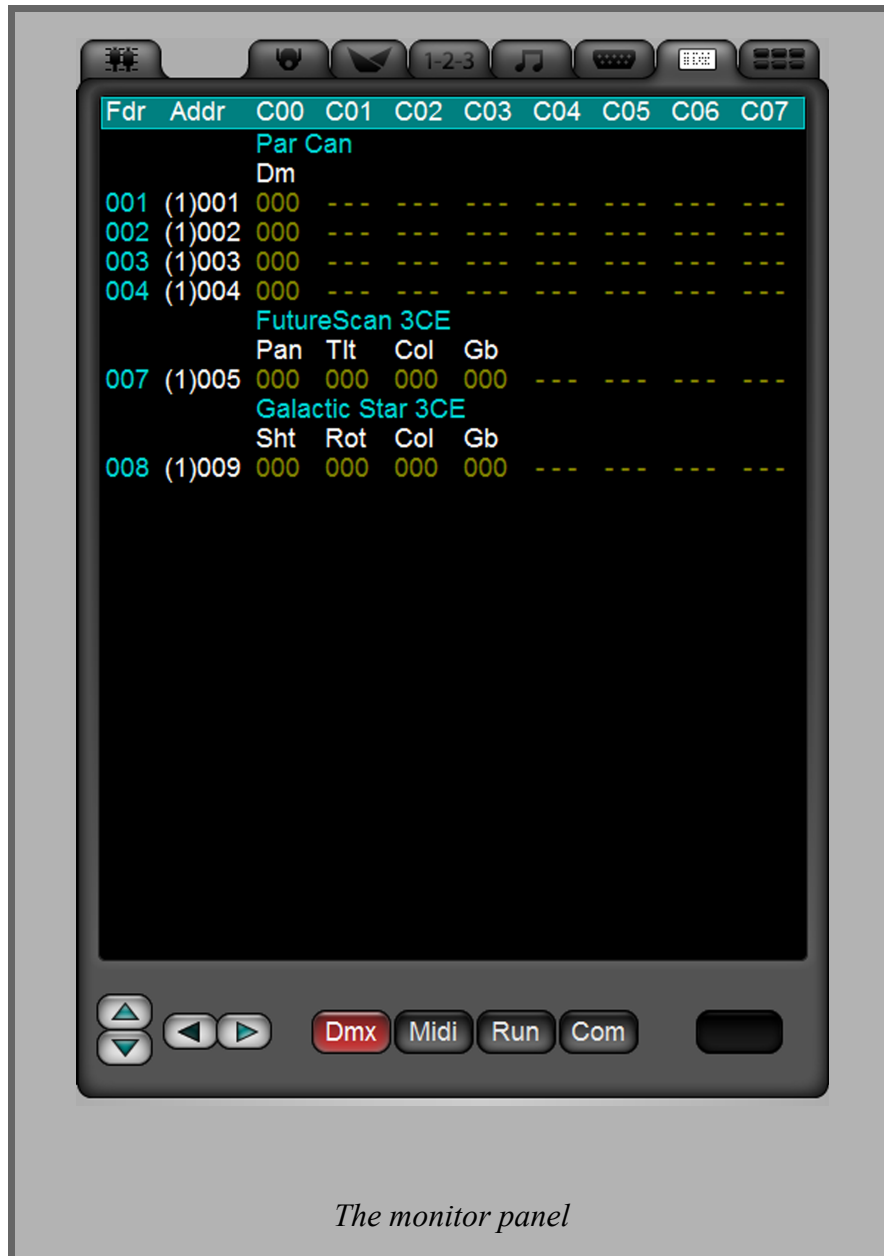 1-2-3
Fdr Addr C00 C01 C02 C03 C04 C05 C06 C07
Par Can
Dm
001 (1)001 000 --- --- --- --- --- --- ---
002 (1)002 000 --- --- --- --- --- --- ---
003 (1)003 000 --- --- --- --- --- --- ---
004 (1)004 000 --- --- --- --- --- --- ---
FutureScan 3CE
Pan Tlt Col Gb
007 (1)005 000 000 000 000 --- --- --- ---
Galactic Star 3CE
Sht Rot Col Gb
008 (1)009 000 000 000 000 --- --- --- ---
Dmx Midi Run Com
The monitor panel